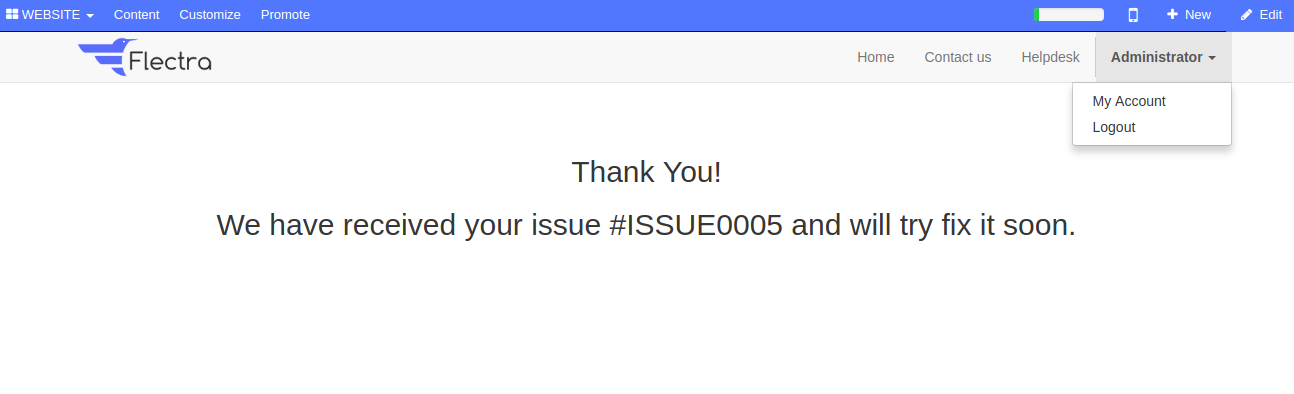 WEBSITE Content Customize Promote New Edit
Flectra Home Contact us Helpdesk Administrator
My Account
Logout
Thank You!
We have received your issue #ISSUE0005 and will try fix it soon.